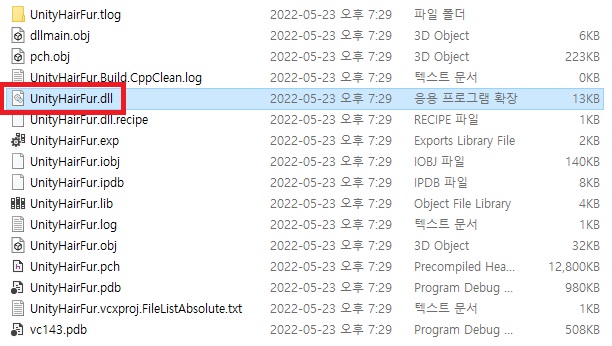 UnityHairFur.tlog 2022-05-23 오후 7:29 파일 폴더
dllmain.obj 2022-05-23 오후 7:29 3D Object 6KB
pch.obj 2022-05-23 오후 7:29 3D Object 223KB
UnityHairFur.Build.CppClean.log 2022-05-23 오후 7:29 텍스트 문서 0KB
UnityHairFur.dll 2022-05-23 오후 7:29 응용 프로그램 확장 13KB
UnityHairFur.dll.recipe 2022-05-23 오후 7:29 RECIPE 파일 1KB
UnityHairFur.exp 2022-05-23 오후 7:29 Exports Library File 2KB
UnityHairFur.iobj 2022-05-23 오후 7:29 IOBJ 파일 140KB
UnityHairFur.ipdb 2022-05-23 오후 7:29 IPDB 파일 8KB
UnityHairFur.lib 2022-05-23 오후 7:29 Object File Library 4KB
UnityHairFur.log 2022-05-23 오후 7:29 텍스트 문서 1KB
UnityHairFur.obj 2022-05-23 오후 7:29 3D Object 32KB
UnityHairFur.pch 2022-05-23 오후 7:29 Precompiled Hea... 12,800KB
UnityHairFur.pdb 2022-05-23 오후 7:29 Program Debug ... 980KB
UnityHairFur.vcxproj.FileListAbsolute.txt 2022-05-23 오후 7:29 텍스트 문서 1KB
vc143.pdb 2022-05-23 오후 7:29 Program Debug ... 508KB